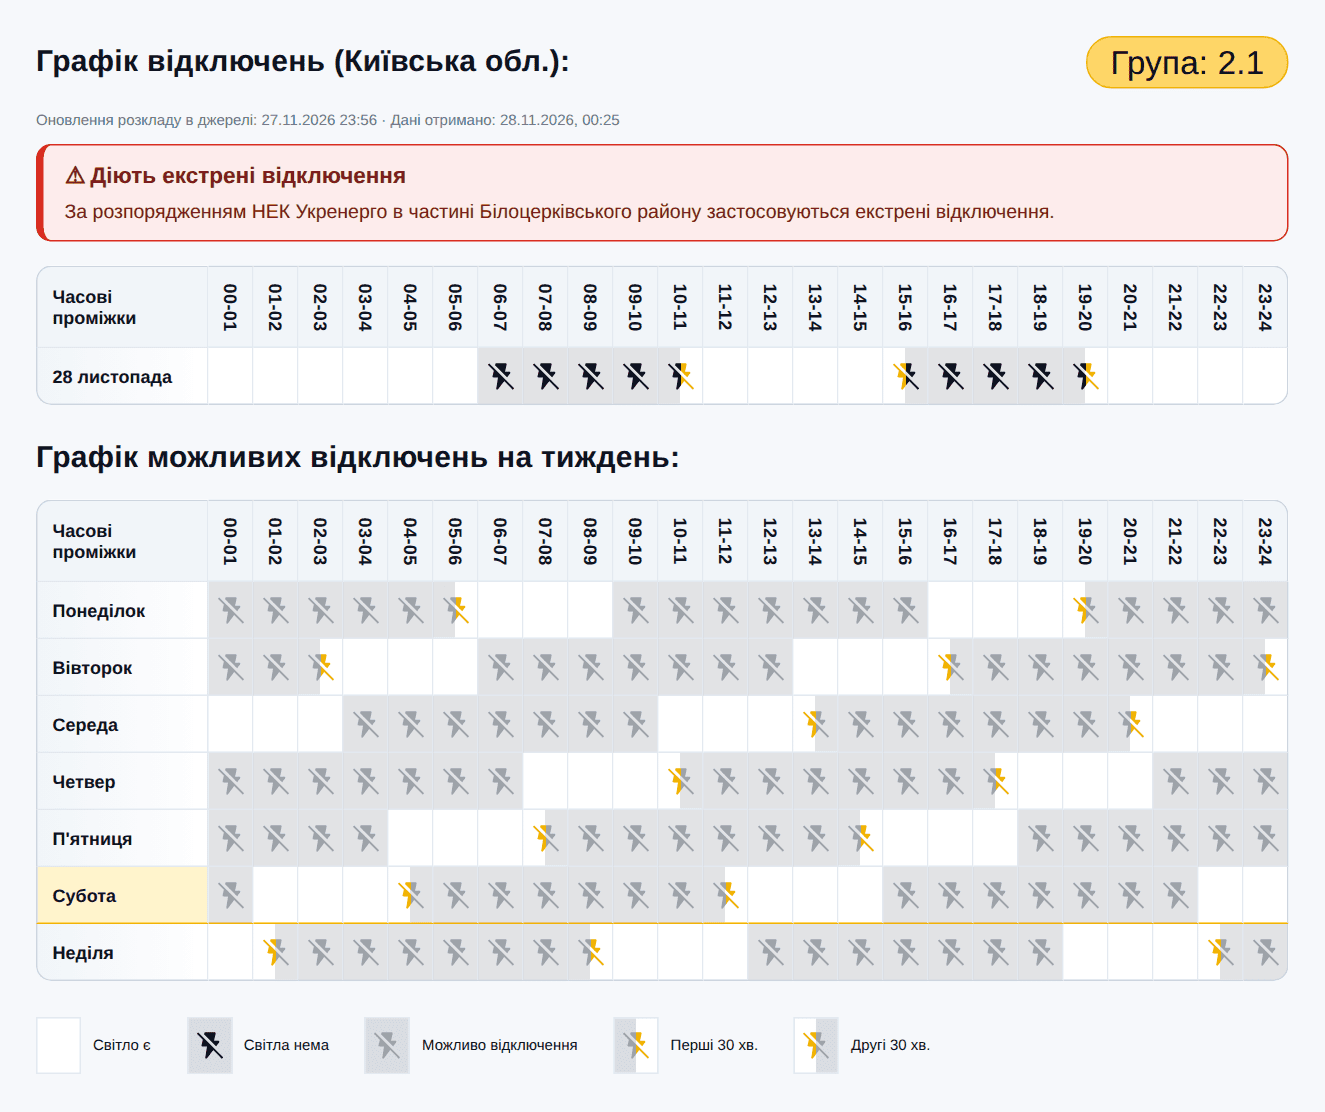 Графік відключень (Київська обл.):
Група: 2.1
Оновлення розкладу в джерелі: 27.11.2026 23:56 · Дані отримано: 28.11.2026, 00:25
⚠ Діють екстрені відключення
За розпорядженням НЕК Укренерго в частині Білоцерківського району застосовуються екстрені відключення.
Часові
проміжки
00-01 01-02 02-03 03-04 04-05 05-06 06-07 07-08 08-09 09-10 10-11 11-12 12-13 13-14 14-15 15-16 16-17 17-18 18-19 19-20 20-21 21-22 22-23 23-24
28 листопада
Графік можливих відключень на тиждень:
Часові
проміжки
00-01 01-02 02-03 03-04 04-05 05-06 06-07 07-08 08-09 09-10 10-11 11-12 12-13 13-14 14-15 15-16 16-17 17-18 18-19 19-20 20-21 21-22 22-23 23-24
Понеділок
Вівторок
Середа
Четвер
П'ятниця
Субота
Неділя
Світло є
Світла нема
Можливо відключення
Перші 30 хв.
Другі 30 хв.